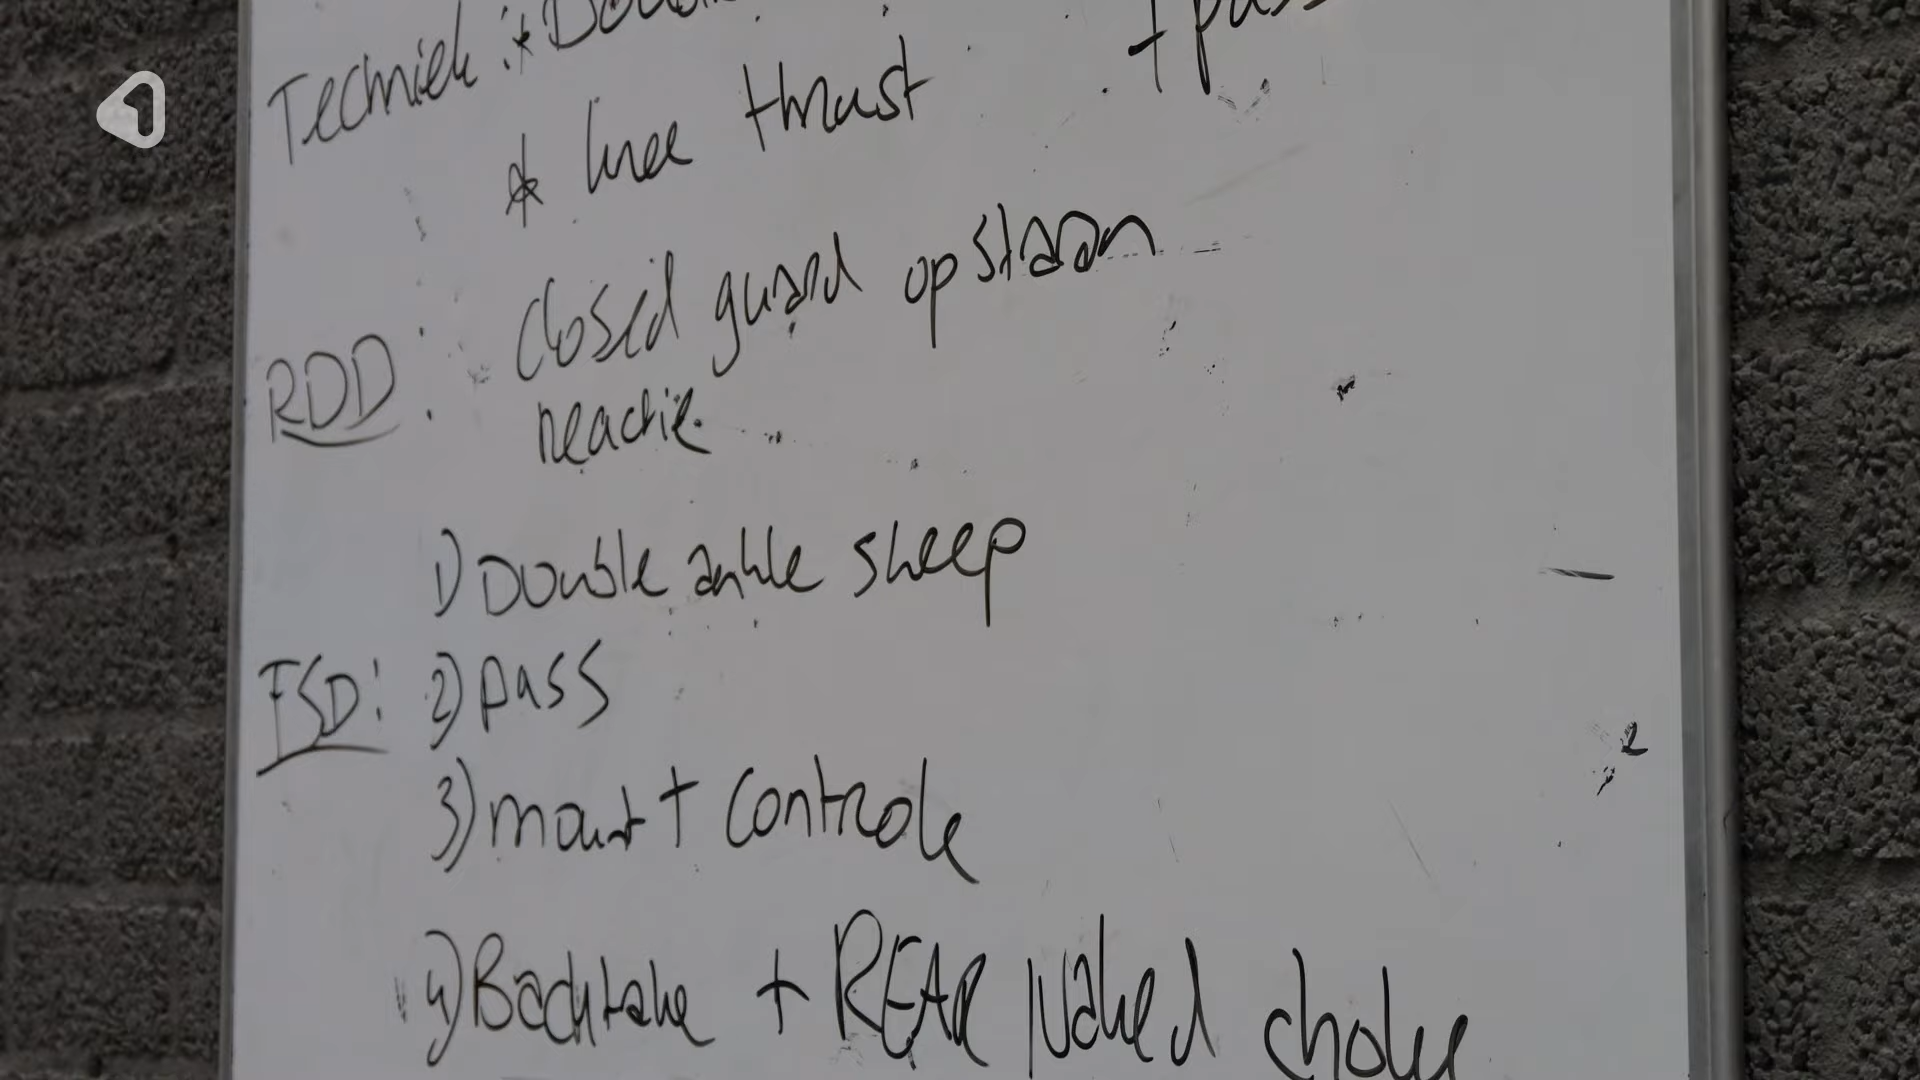 Techniek: * Double + pass
* knee thrust
RDD: closed guard opstaan
reactie
1) Double ankle sweep
FSD: 2) pass
3) mount + controle
4) Backtake + REAR Naked choke